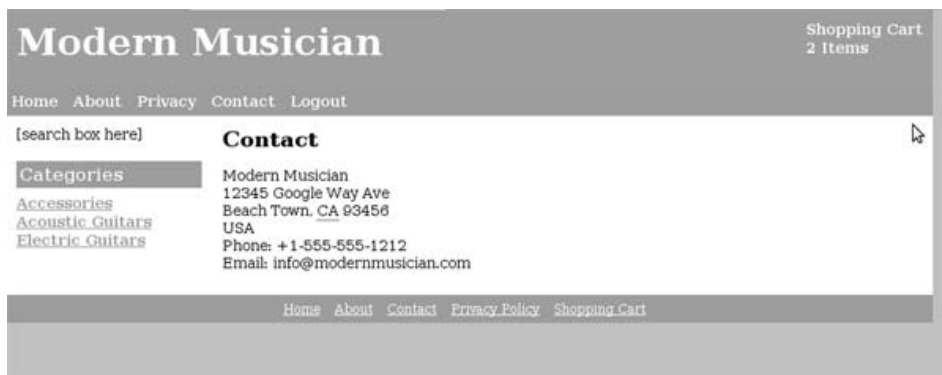 Modern Musician
Shopping Cart
2 Items
Home About Privacy Contact Logout
[search box here]
Categories
Accessories
Acoustic Guitars
Electric Guitars
Contact
Modern Musician
12345 Google Way Ave
Beach Town, CA 93456
USA
Phone: +1-555-555-1212
Email: info@modernmusician.com
Home About Contact Privacy Policy Shopping Cart